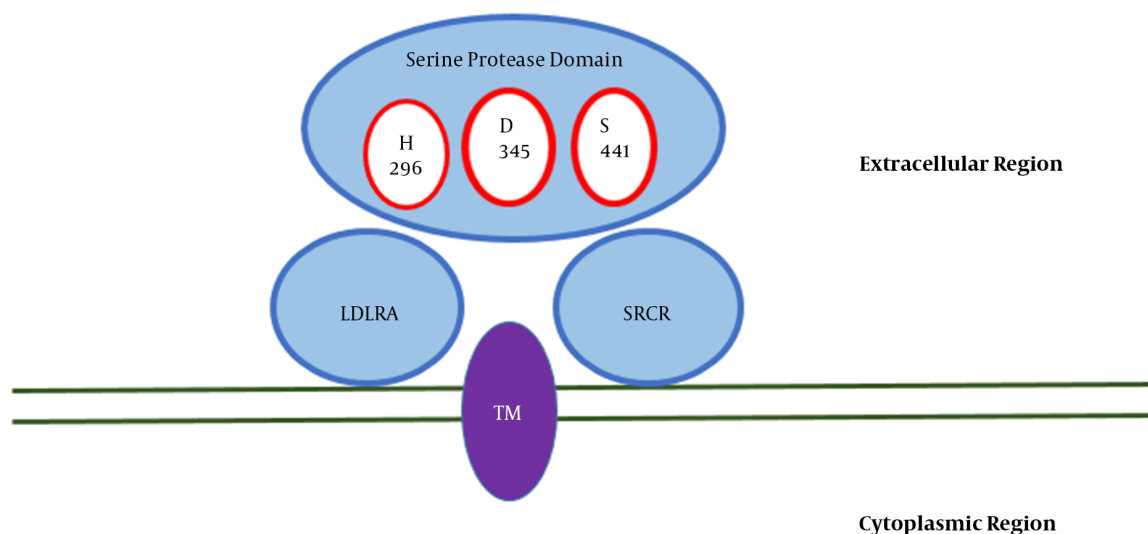 Serine Protease Domain
H
296
D
345
S
441
Extracellular Region
LDLRA
SRCR
TM
Cytoplasmic Region